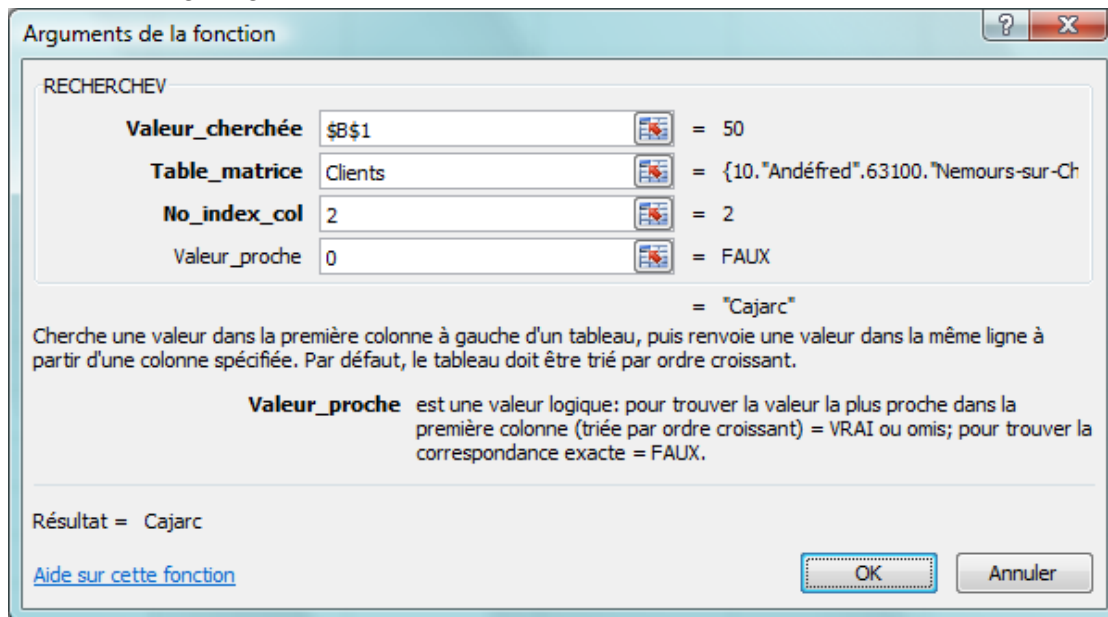 Arguments de la fonction
RECHERCHEV
Valeur_cherchée $B$1 = 50
Table_matrice Clients = {10."Andéfred".63100."Nemours-sur-Ch
No_index_col 2 = 2
Valeur_proche 0 = FAUX
= "Cajarc"
Cherche une valeur dans la première colonne à gauche d'un tableau, puis renvoie une valeur dans la même ligne à
partir d'une colonne spécifiée. Par défaut, le tableau doit être trié par ordre croissant.
Valeur_proche est une valeur logique: pour trouver la valeur la plus proche dans la
première colonne (triée par ordre croissant) = VRAI ou omis; pour trouver la
correspondance exacte = FAUX.
Résultat = Cajarc
Aide sur cette fonction
OK Annuler